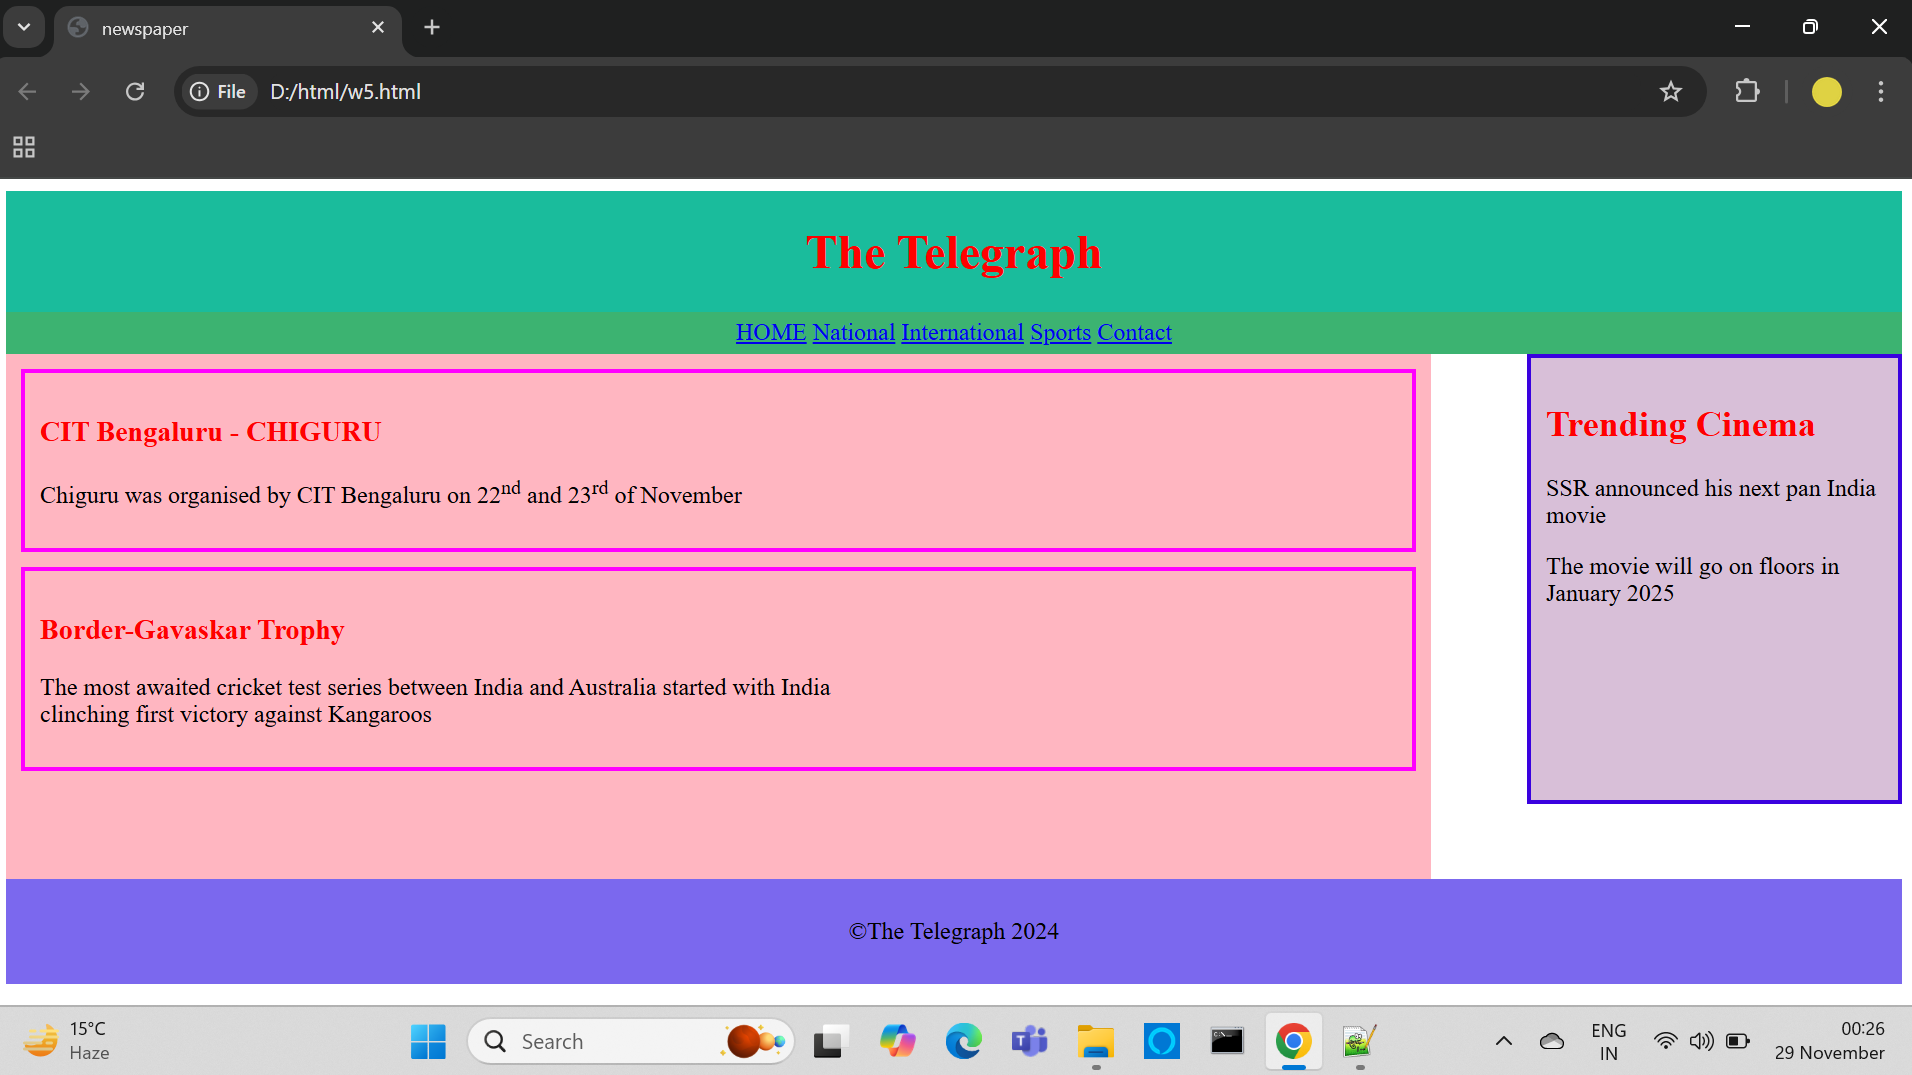 newspaper
File
D:/html/w5.html
The Telegraph
HOME National International Sports Contact
CIT Bengaluru - CHIGURU
Chiguru was organised by CIT Bengaluru on 22nd and 23rd of November
Border-Gavaskar Trophy
The most awaited cricket test series between India and Australia started with India
clinching first victory against Kangaroos
Trending Cinema
SSR announced his next pan India
movie
The movie will go on floors in
January 2025
©The Telegraph 2024
15°C
Haze
Search
ENG
IN
00:26
29 November